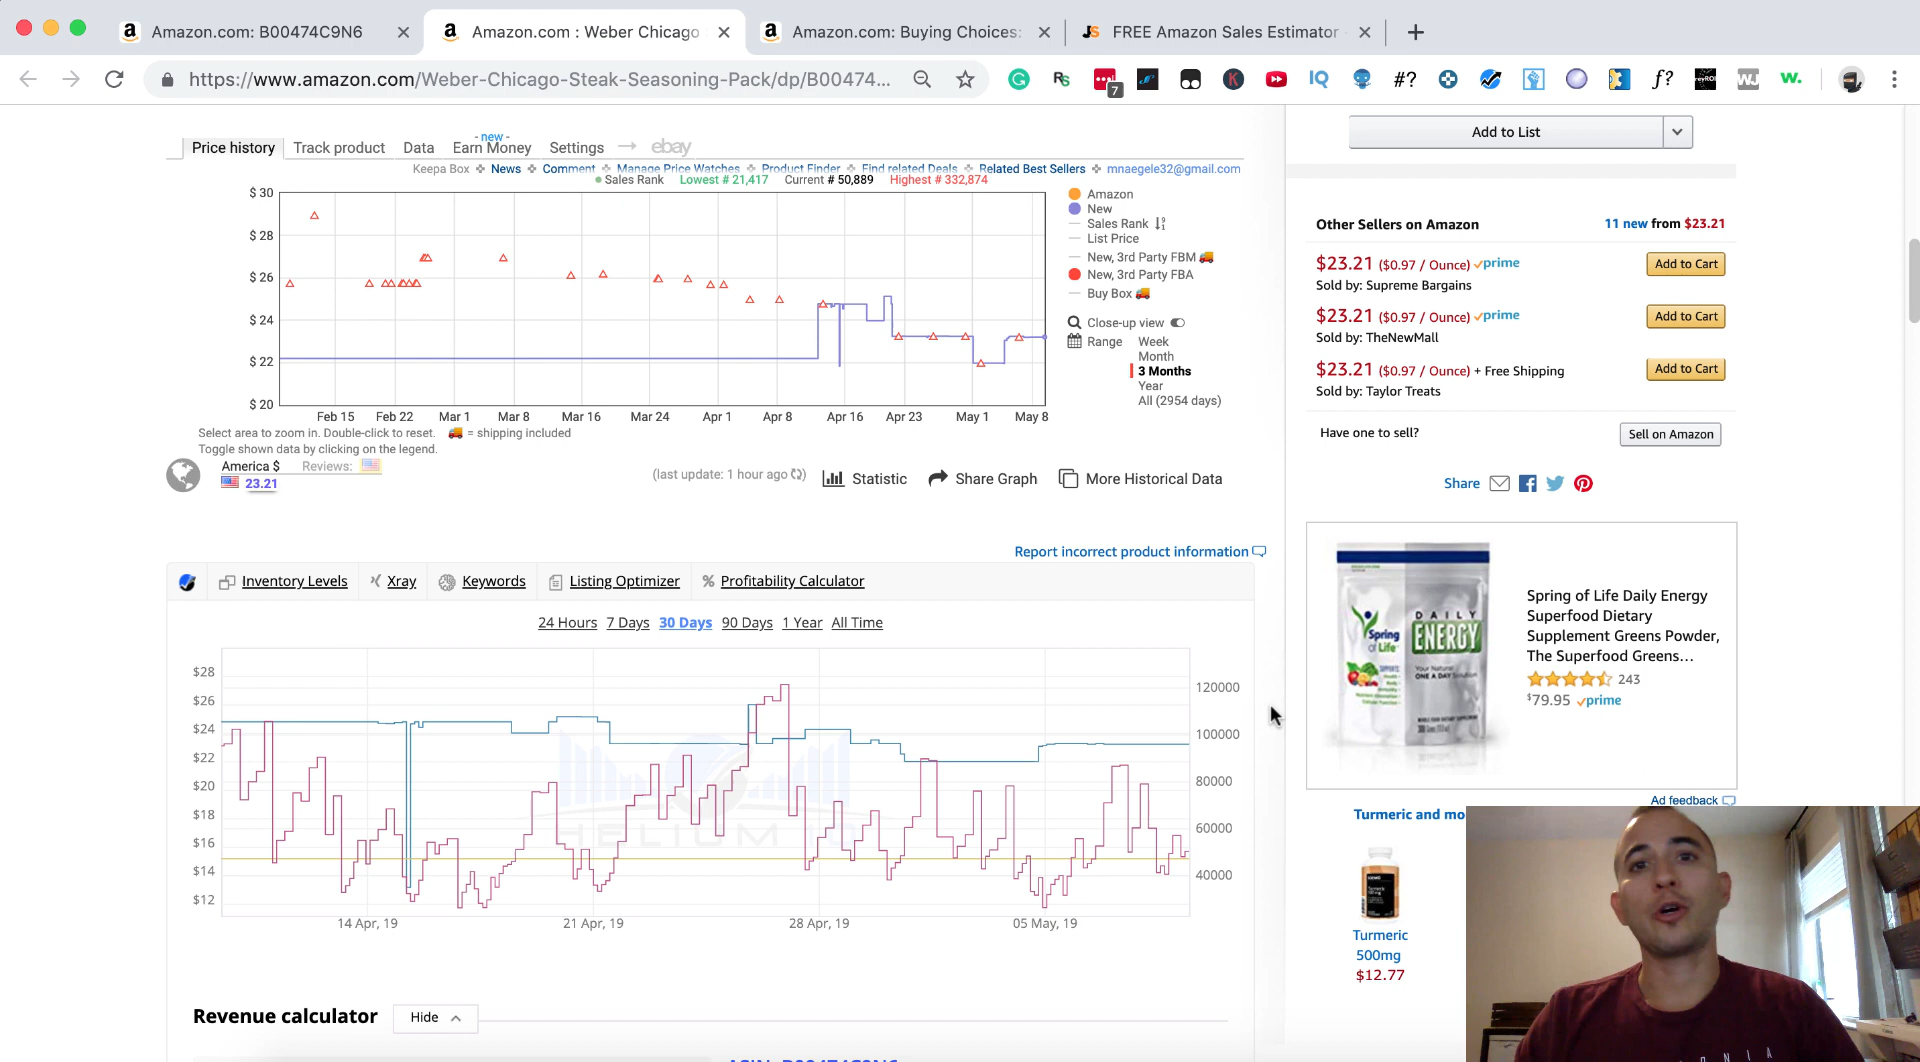 Amazon.com: B00474C9N6
Amazon.com : Weber Chicago
Amazon.com: Buying Choices:
FREE Amazon Sales Estimator
https://www.amazon.com/Weber-Chicago-Steak-Seasoning-Pack/dp/B00474...
7
IQ
#?
f?
WJ
w.
- new -
Price history
Track product
Data
Earn Money
Settings
ebay
Keepa Box
News
Comment
Manage Price Watches
Product Finder
Find related Deals
Related Best Sellers
mnaegele32@gmail.com
Sales Rank
Lowest # 21,417
Current # 50,889
Highest # 332,874
$ 30
$ 28
$ 26
$ 24
$ 22
$ 20
Feb 15
Feb 22
Mar 1
Mar 8
Mar 16
Mar 24
Apr 1
Apr 8
Apr 16
Apr 23
May 1
May 8
Amazon
New
Sales Rank
List Price
New, 3rd Party FBM
New, 3rd Party FBA
Buy Box
Close-up view
Range
Week
Month
3 Months
Year
All (2954 days)
Select area to zoom in. Double-click to reset.
= shipping included
Toggle shown data by clicking on the legend.
America $
Reviews:
23.21
(last update: 1 hour ago
)
Statistic
Share Graph
More Historical Data
Report incorrect product information
Inventory Levels
Xray
Keywords
Listing Optimizer
% Profitability Calculator
24 Hours
7 Days
30 Days
90 Days
1 Year
All Time
$28
$26
$24
$22
$20
$18
$16
$14
$12
120000
100000
80000
60000
40000
HELIUM 10
14 Apr, 19
21 Apr, 19
28 Apr, 19
05 May, 19
Revenue calculator
Hide
Add to List
Other Sellers on Amazon
11 new from $23.21
$23.21 ($0.97 / Ounce) prime
Add to Cart
Sold by: Supreme Bargains
$23.21 ($0.97 / Ounce) prime
Add to Cart
Sold by: TheNewMall
$23.21 ($0.97 / Ounce) + Free Shipping
Add to Cart
Sold by: Taylor Treats
Have one to sell?
Sell on Amazon
Share
Spring
of Life
DAILY
ENERGY
Spring of Life Daily Energy
Superfood Dietary
Supplement Greens Powder,
The Superfood Greens...
243
$79.95 prime
Ad feedback
Turmeric and mo
Turmeric
500mg
$12.77